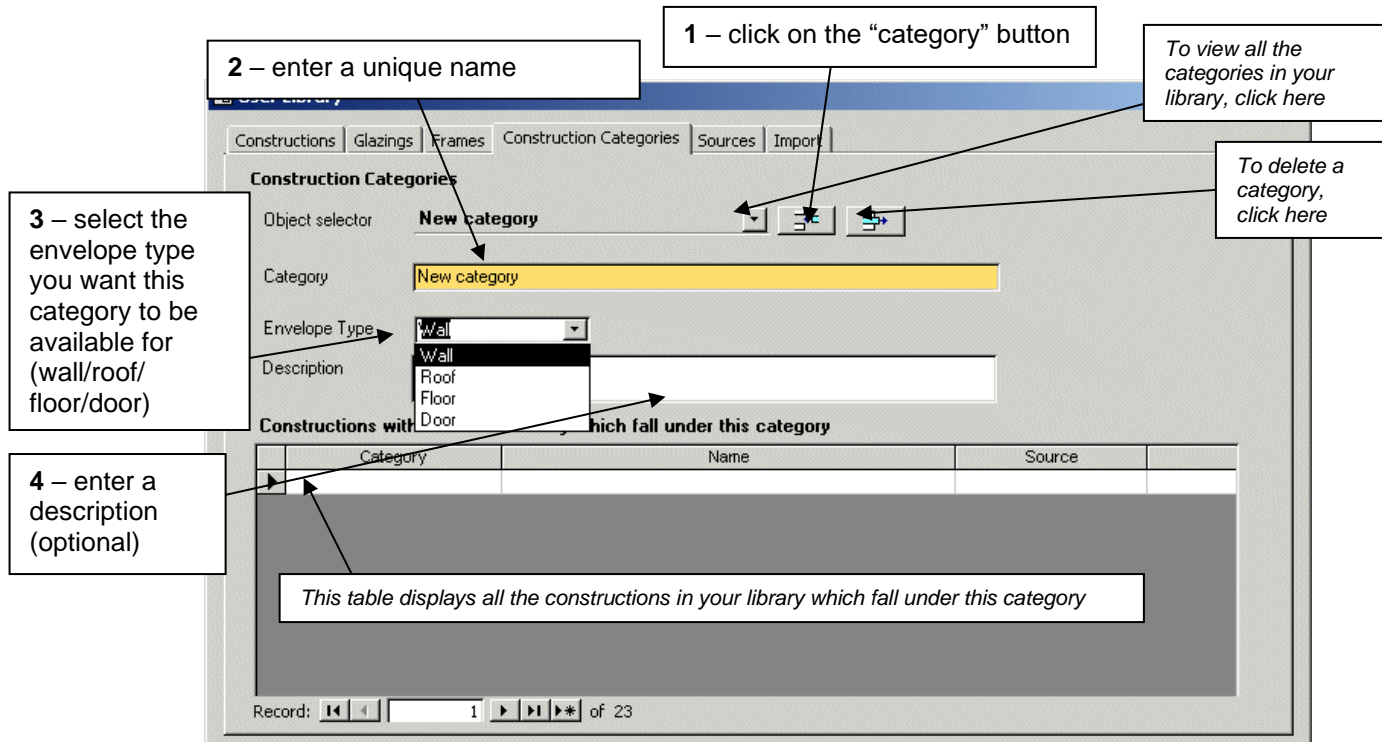 1 – click on the “category” button
To view all the
categories in your
library, click here
2 – enter a unique name
User Library
Constructions Glazings Frames Construction Categories Sources Import
To delete a
category,
click here
Construction Categories
3 – select the
envelope type
you want this
category to be
available for
(wall/roof/
floor/door)
Object selector New category
Category New category
Envelope Type Wall
Wall
Roof
Floor
Door
Description
Constructions with which fall under this category
Category Name Source
4 – enter a
description
(optional)
This table displays all the constructions in your library which fall under this category
Record: 1 of 23